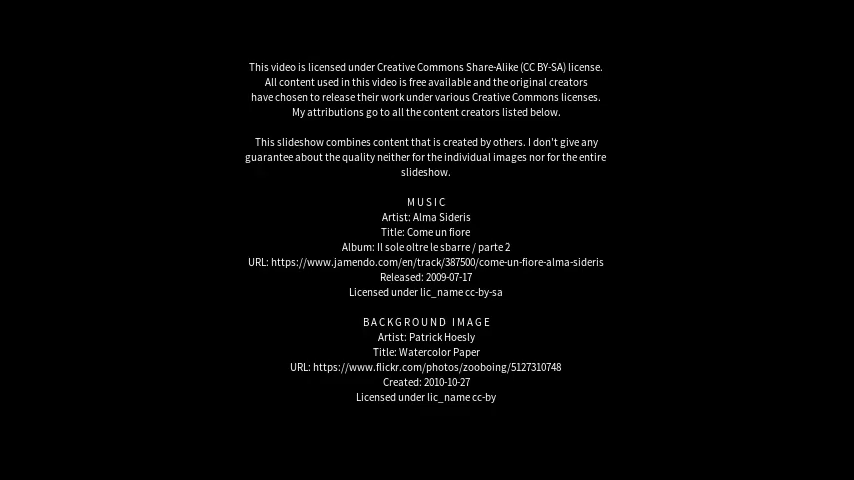 This video is licensed under Creative Commons Share-Alike (CC BY-SA) license.
All content used in this video is free available and the original creators
have chosen to release their work under various Creative Commons licenses.
My attributions go to all the content creators listed below.
This slideshow combines content that is created by others. I don't give any
guarantee about the quality neither for the individual images nor for the entire
slideshow.
MUSIC
Artist: Alma Sideris
Title: Come un fiore
Album: Il sole oltre le sbarre / parte 2
URL: https://www.jamendo.com/en/track/387500/come-un-fiore-alma-sideris
Released: 2009-07-17
Licensed under lic_name cc-by-sa
BACKGROUND IMAGE
Artist: Patrick Hoesly
Title: Watercolor Paper
URL: https://www.flickr.com/photos/zooboing/5127310748
Created: 2010-10-27
Licensed under lic_name cc-by